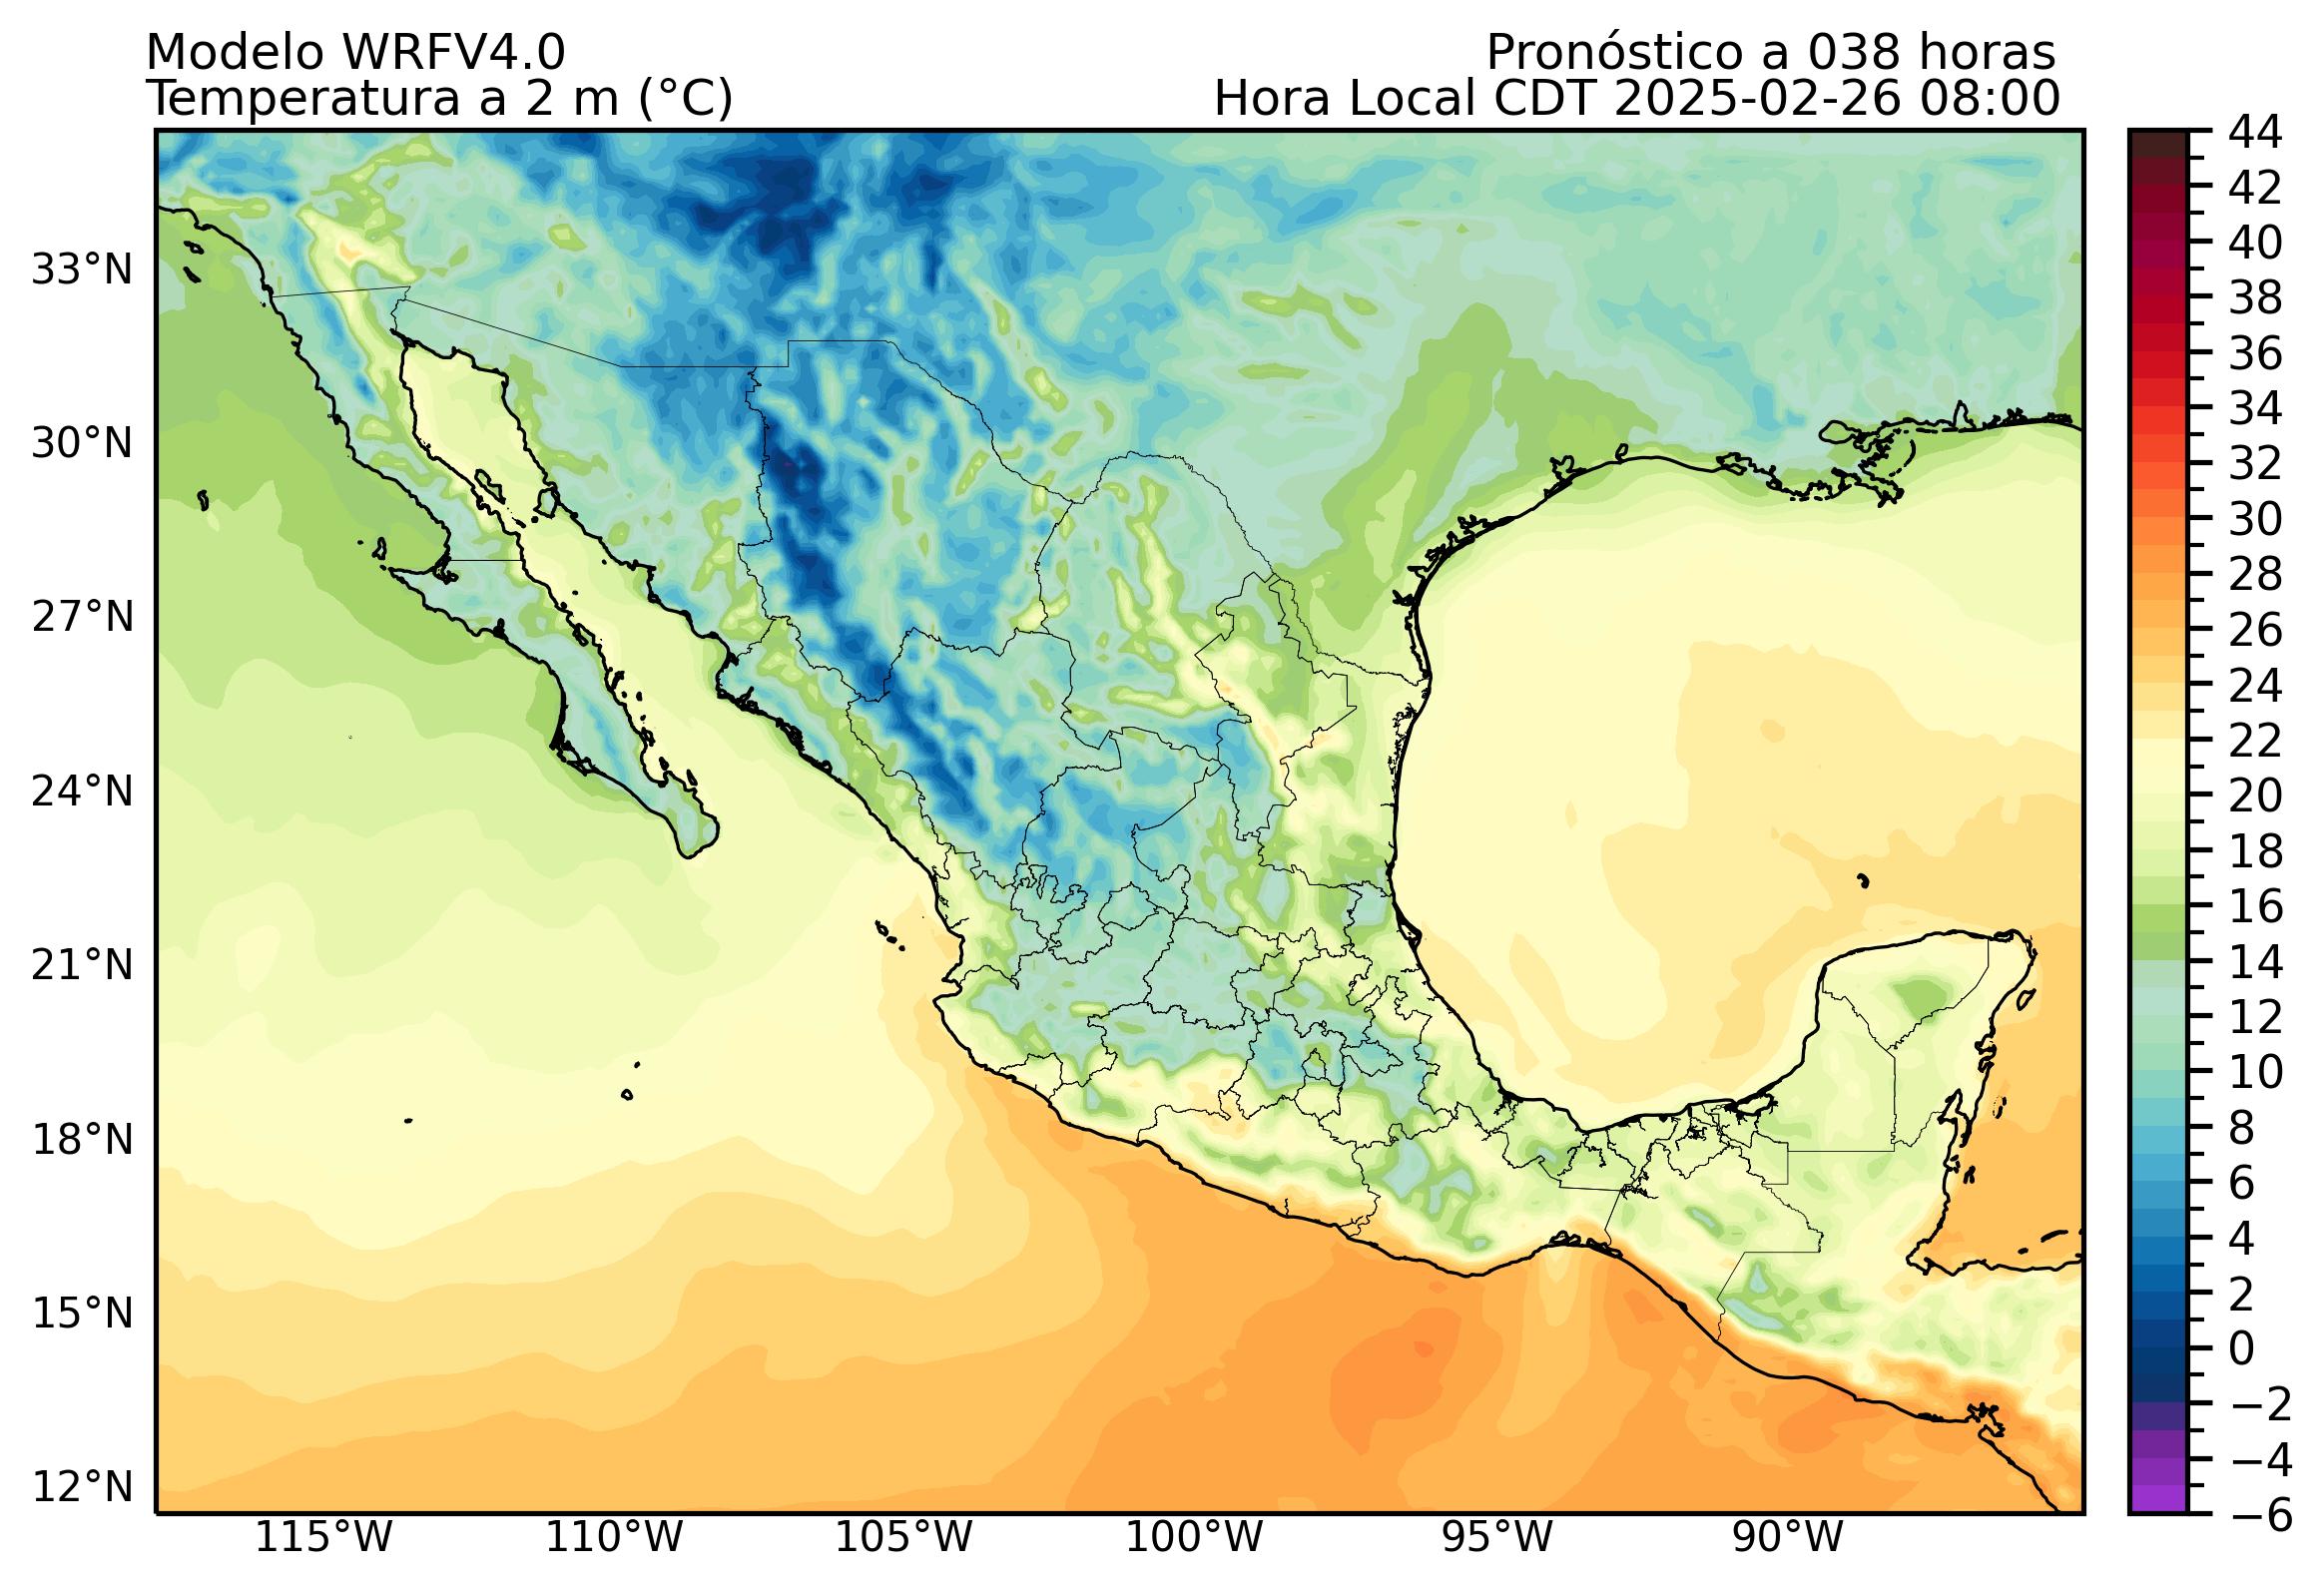 Modelo WRFV4.0
Temperatura a 2 m (°C)
Pronóstico a 038 horas
Hora Local CDT 2025-02-26 08:00
33°N
30°N
27°N
24°N
21°N
18°N
15°N
12°N
115°W
110°W
105°W
100°W
95°W
90°W
44
42
40
38
36
34
32
30
28
26
24
22
20
18
16
14
12
10
8
6
4
2
0
−2
−4
−6